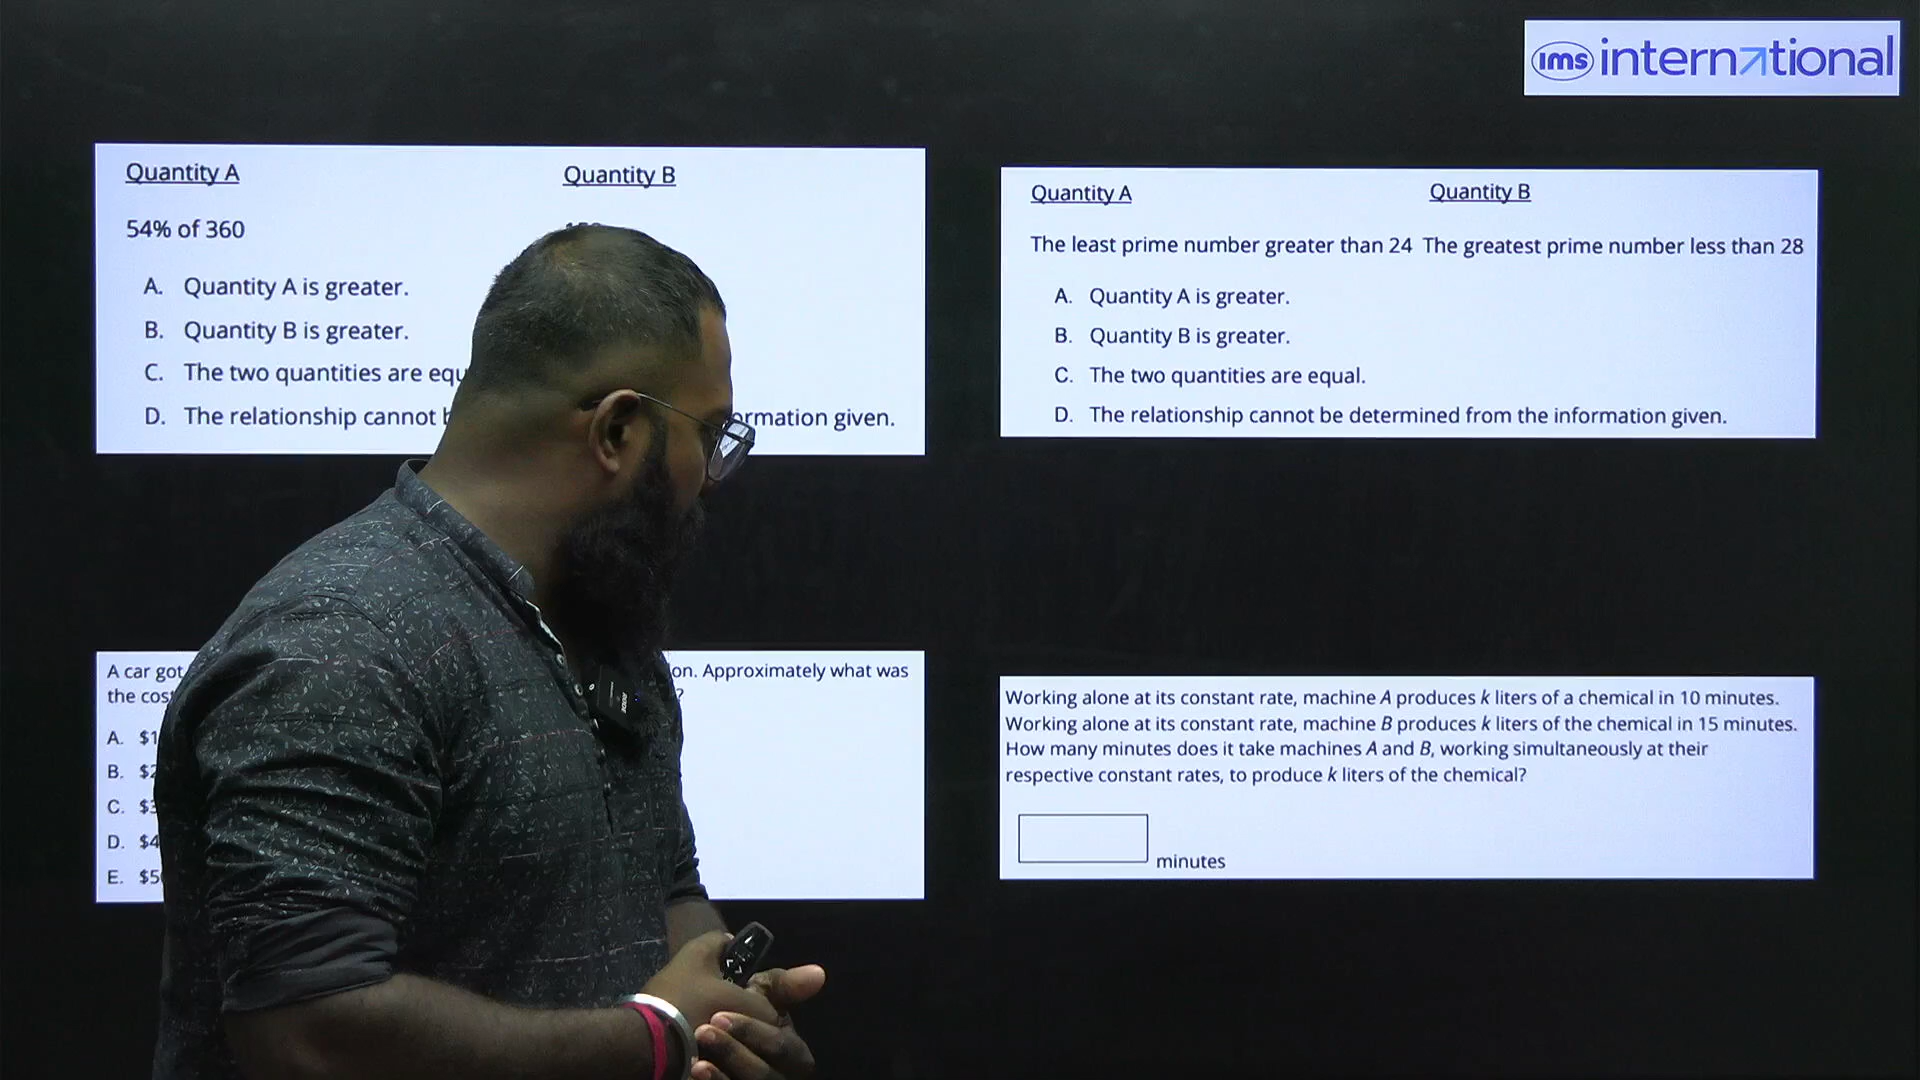 ims international
Quantity A
Quantity B
54% of 360
A. Quantity A is greater.
B. Quantity B is greater.
C. The two quantities are
D. The relationship cannot
given.
Quantity A
Quantity B
The least prime number greater than 24
The greatest prime number less than 28
A. Quantity A is greater.
B. Quantity B is greater.
C. The two quantities are equal.
D. The relationship cannot be determined from the information given.
A car got
Approximately what was
the
?
A. $1
B. $2
C. $3
D. $4
E. $5
Working alone at its constant rate, machine A produces k liters of a chemical in 10 minutes.
Working alone at its constant rate, machine B produces k liters of the chemical in 15 minutes.
How many minutes does it take machines A and B, working simultaneously at their
respective constant rates, to produce k liters of the chemical?
minutes